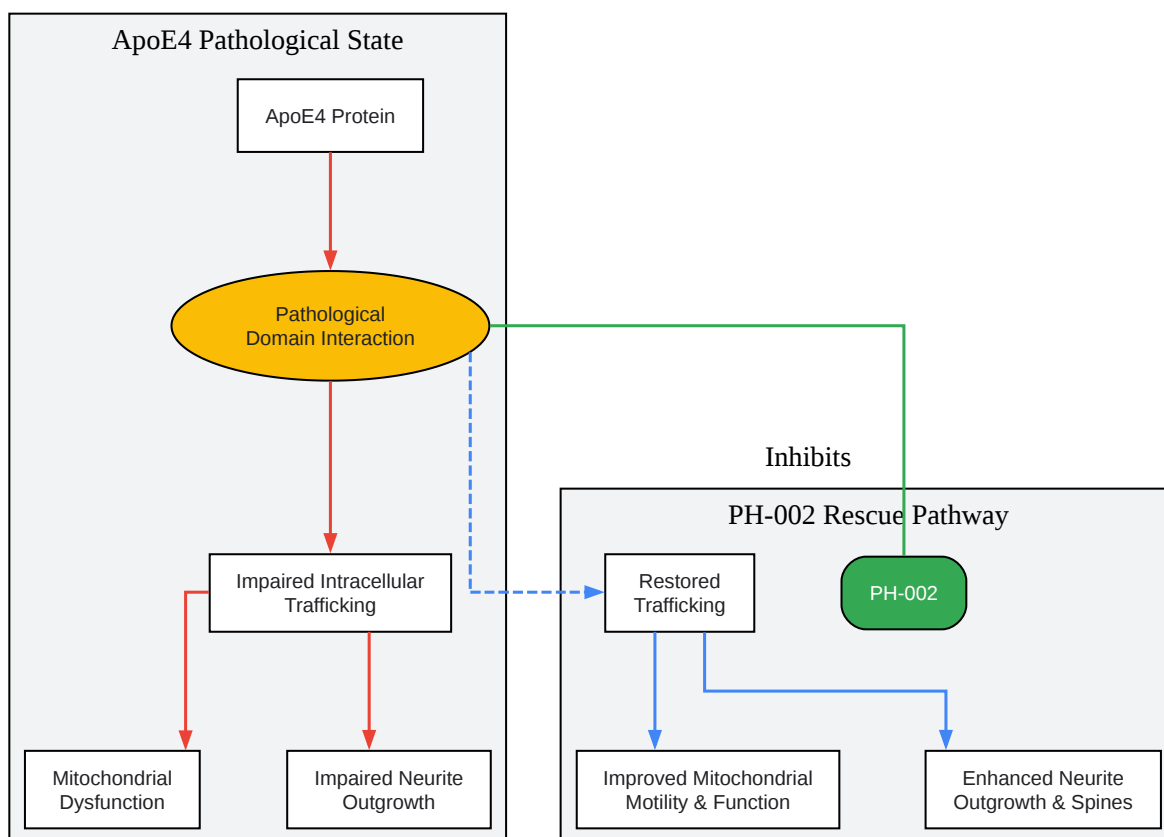 ApoE4 Pathological State
ApoE4 Protein
Pathological
Domain Interaction
Impaired Intracellular
Trafficking
Mitochondrial
Dysfunction
Impaired Neurite
Outgrowth
Inhibits
PH-002 Rescue Pathway
Restored
Trafficking
PH-002
Improved Mitochondrial
Motility & Function
Enhanced Neurite
Outgrowth & Spines